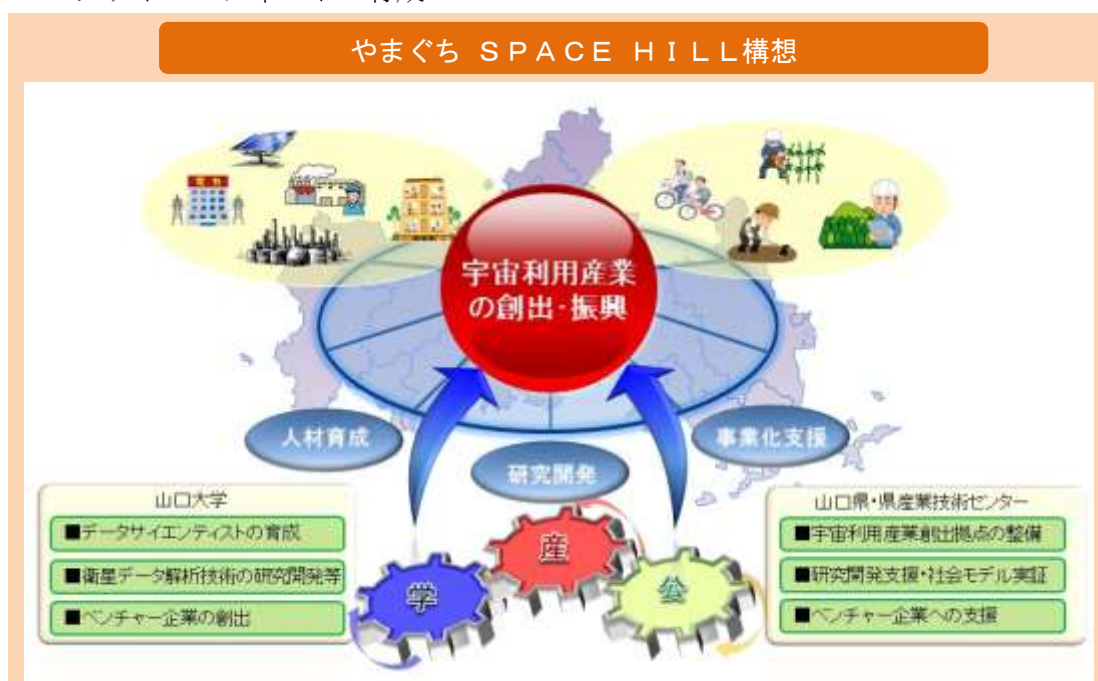 やまぐち ＳＰＡＣＥ ＨＩＬＬ構想
宇宙利用産業
の創出・振興
人材育成
研究開発
事業化支援
山口大学
■データサイエンティストの育成
■衛星データ解析技術の研究開発等
■ベンチャー企業の創出
学
産
公
山口県・県産業技術センター
■宇宙利用産業創出拠点の整備
■研究開発支援・社会モデル実証
■ベンチャー企業への支援